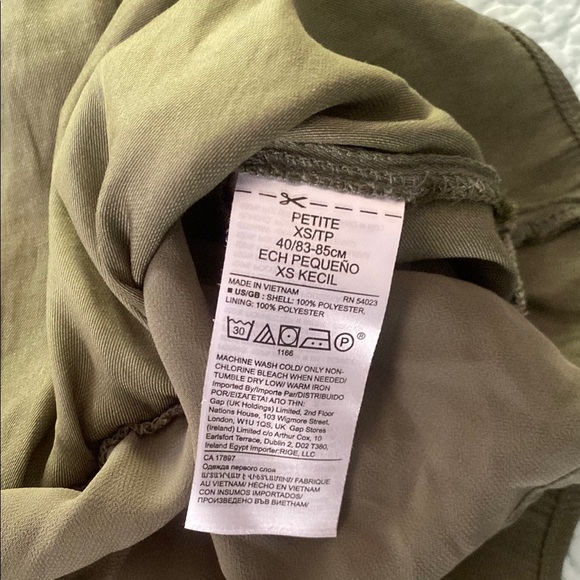 PETITE
XS/TP
40/83-85CM
ECH PEQUEÑO
XS KECIL
MADE IN VIETNAM RN 54023
■ US/GB : SHELL: 100% POLYESTER.
LINING: 100% POLYESTER
30 P ®
1166
MACHINE WASH COLD/ ONLY NON-
CHLORINE BLEACH WHEN NEEDED/
TUMBLE DRY LOW/ WARM IRON
Imported By/Importe Par/DISTRIBUIDO
POR/ΕΙΣΑΓΕΤΑΙ ΑΠΟ ΤΗΝ:
Gap (UK Holdings) Limited, 2nd Floor
Nations House, 103 Wigmore Street,
London, W1U 1QS, UK Gap Stores
(Ireland) Limited c/o Arthur Cox, 10
Earlsfort Terrace, Dublin 2, D02 T380,
Ireland Egypt Importer:RIGE, LLC
CA 17897
Одежда первого слоя
ԱՐՏԱԴՐՎԱԾ Է ՎԻԵՏՆԱՄՈՒՄ/ FABRIQUE
AU VIETNAM/ HECHO EN VIETNAM
CON INSUMOS IMPORTADOS/
ПРОИЗВЕДЕНО ВЪВ ВИЕТНАМ/